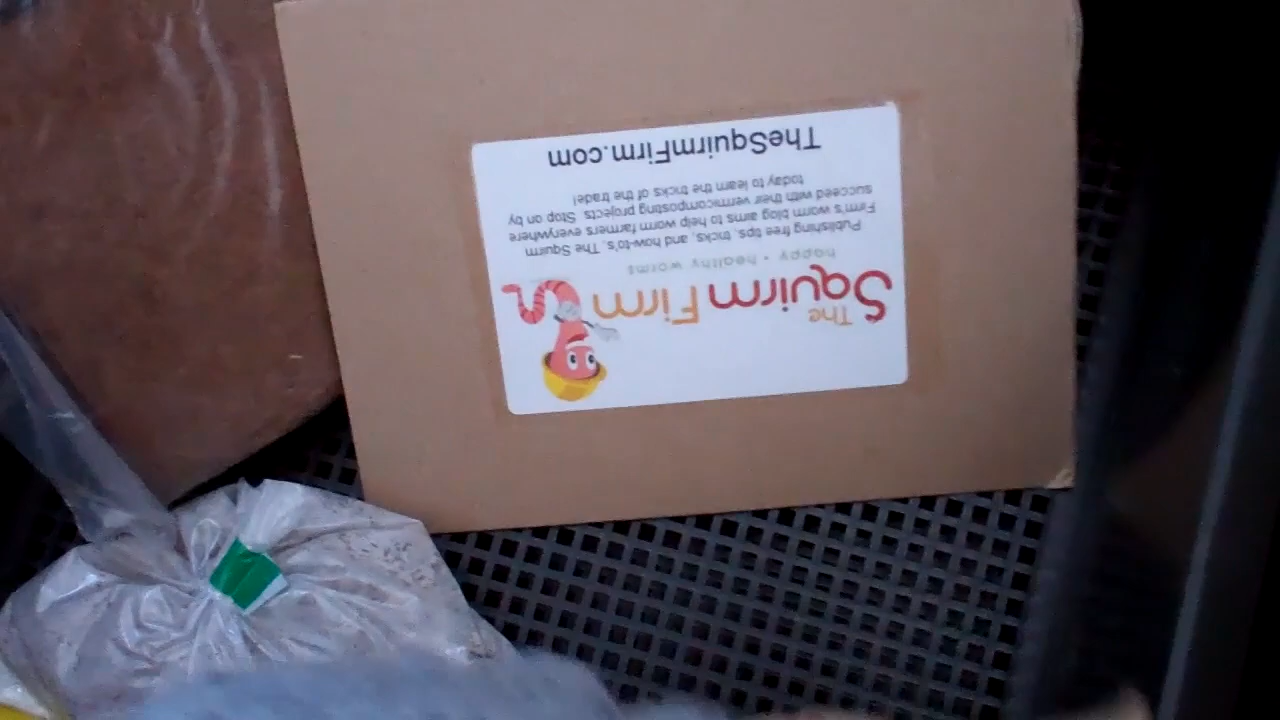 The
Squirm Firm
happy • healthy worms
Publishing free tips, tricks, and how-to's, The Squirm
Firm's worm blog aims to help worm farmers everywhere
succeed with their vermicomposting projects. Stop on by
today to learn the tricks of the trade!
TheSquirmFirm.com